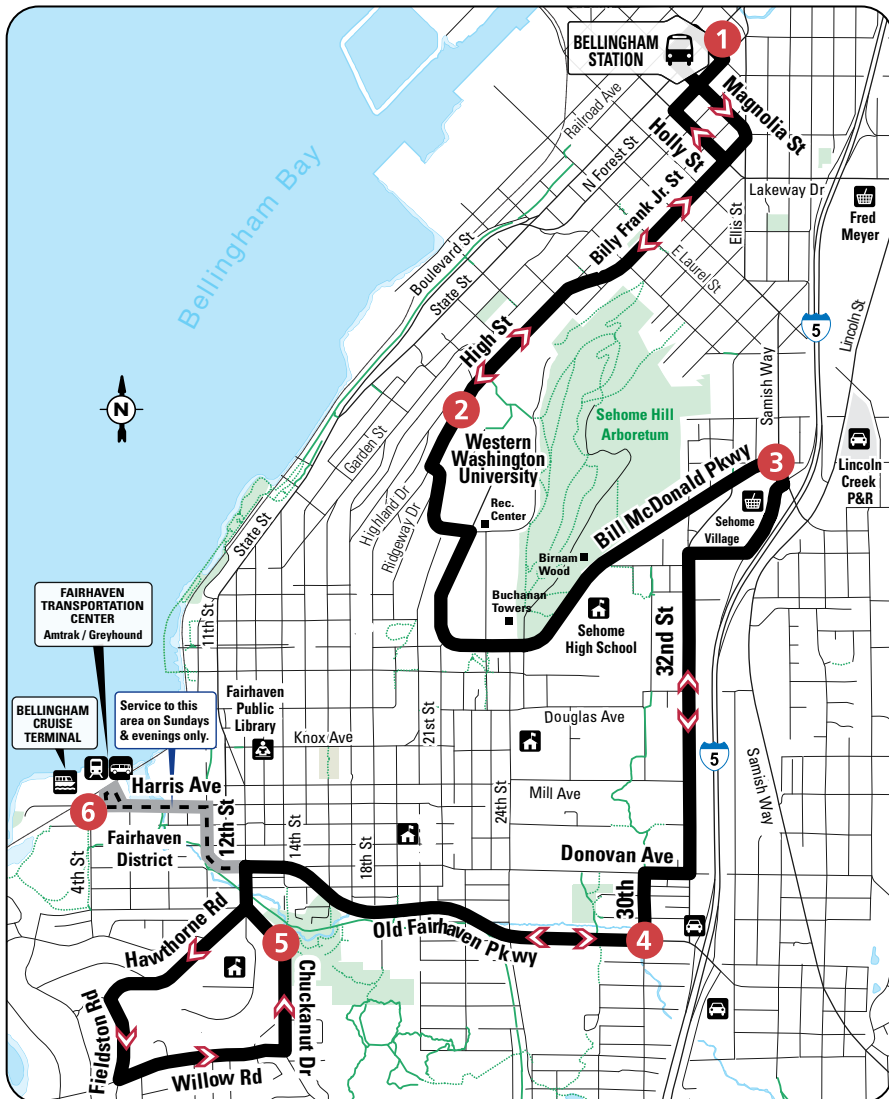 BELLINGHAM
STATION
1
Magnolia St
Railroad Ave
Holly St
N Forest St
Lakeway Dr
Fred
Meyer
Billy Frank Jr. St
Ellis St
E Laurel St
Bellingham Bay
Boulevard St
State St
5
Lincoln St
High St
N
2
Samish Way
Sehome Hill
Arboretum
Garden St
Western
Washington
University
3
Lincoln
Creek
P&R
Bill McDonald Pkwy
Sehome
Village
Highland Dr
Ridgeway Dr
Rec.
Center
State St
Birnam
Wood
Buchanan
Towers
FAIRHAVEN
TRANSPORTATION
CENTER
Amtrak / Greyhound
11th St
Sehome
High School
32nd St
BELLINGHAM
CRUISE
TERMINAL
Service to this
area on Sundays
& evenings only.
Fairhaven
Public
Library
Knox Ave
21st St
Douglas Ave
5
Samish Way
Harris Ave
6
12th St
24th St
Mill Ave
Fairhaven
District
4th St
14th St
18th St
Donovan Ave
30th
Hawthorne Rd
Old Fairhaven Pkwy
4
5
Chuckanut Dr
Fieldston Rd
Willow Rd